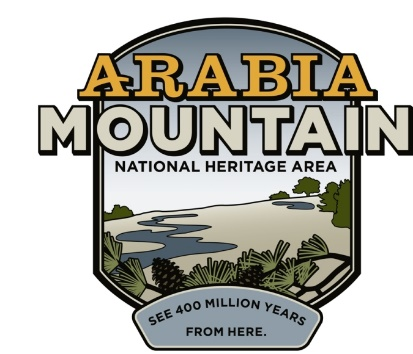 ARABIA
MOUNTAIN
NATIONAL HERITAGE AREA
SEE 400 MILLION YEARS
FROM HERE.